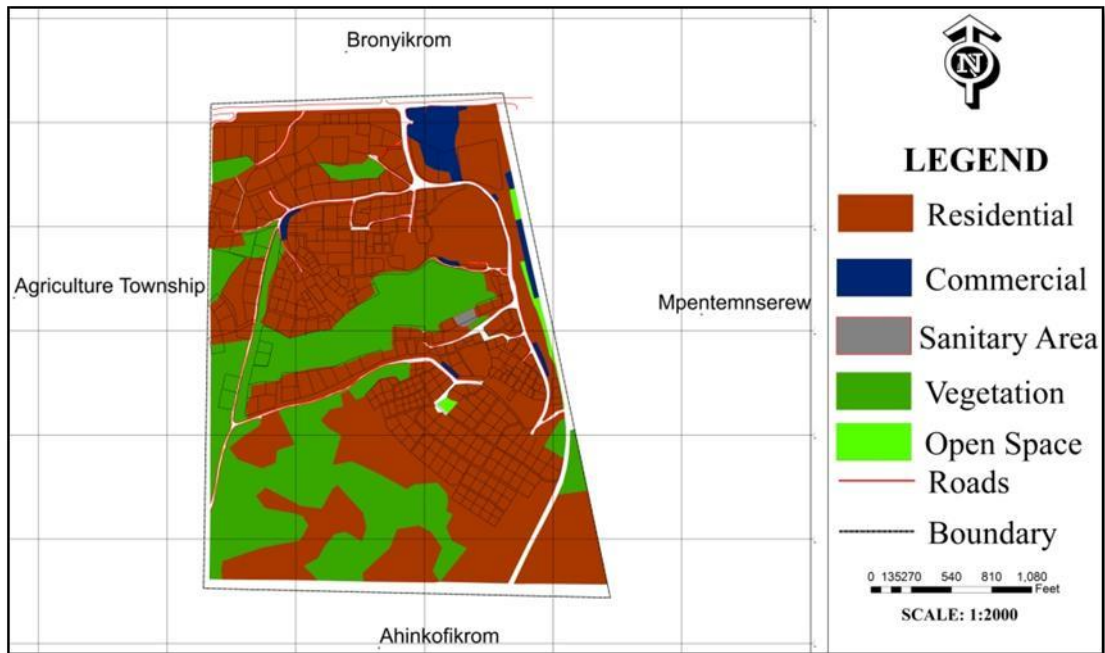 Bronyikrom
Agriculture Township
Mpentemnserew
Ahinkofikrom
N
LEGEND
Residential
Commercial
Sanitary Area
Vegetation
Open Space
Roads
Boundary
0 135270 540 810 1,080
Feet
SCALE: 1:2000